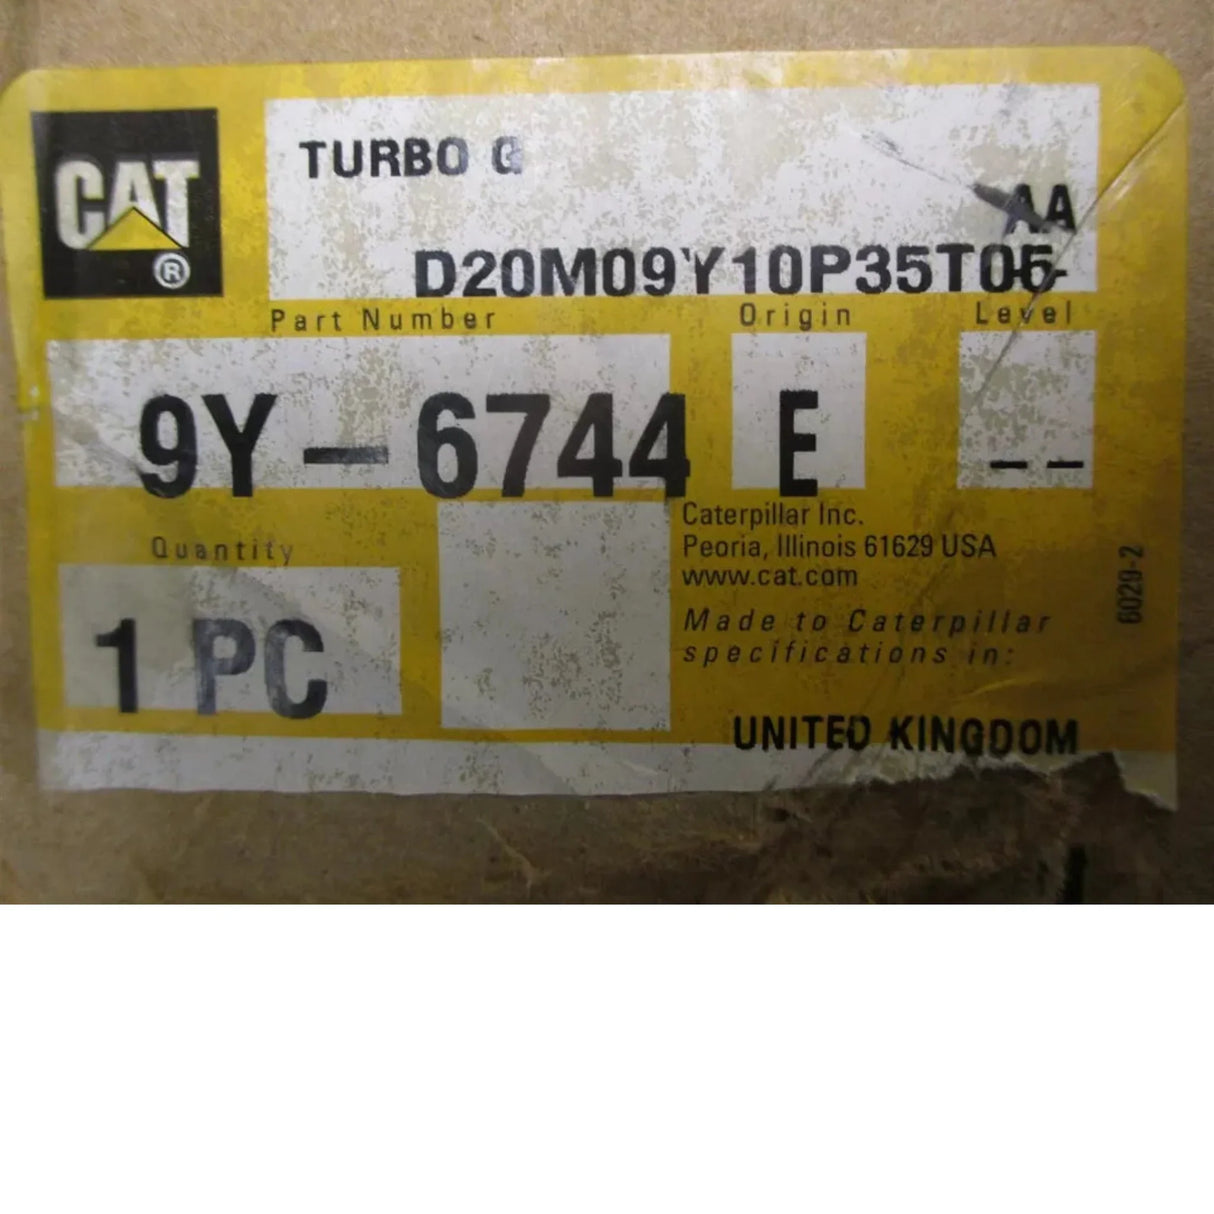 CAT
®
TURBO G
AA
D20M09Y10P35T05
Part Number Origin Level
9Y-6744 E --
Quantity
1 PC
Caterpillar Inc.
Peoria, Illinois 61629 USA
www.cat.com
Made to Caterpillar
specifications in:
UNITED KINGDOM
6029-2